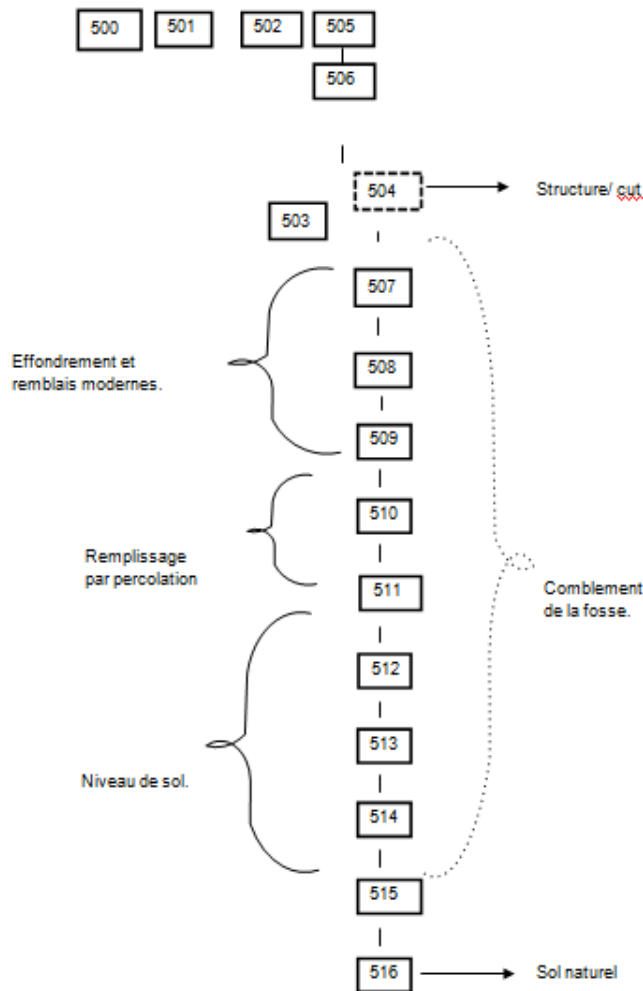 500 501 502 505
506
504 Structure/ cut
503
507
Effondrement et
remblais modernes.
508
509
510
Remplissage
par percolation
511
Comblement
de la fosse.
512
513
Niveau de sol.
514
515
516 Sol naturel